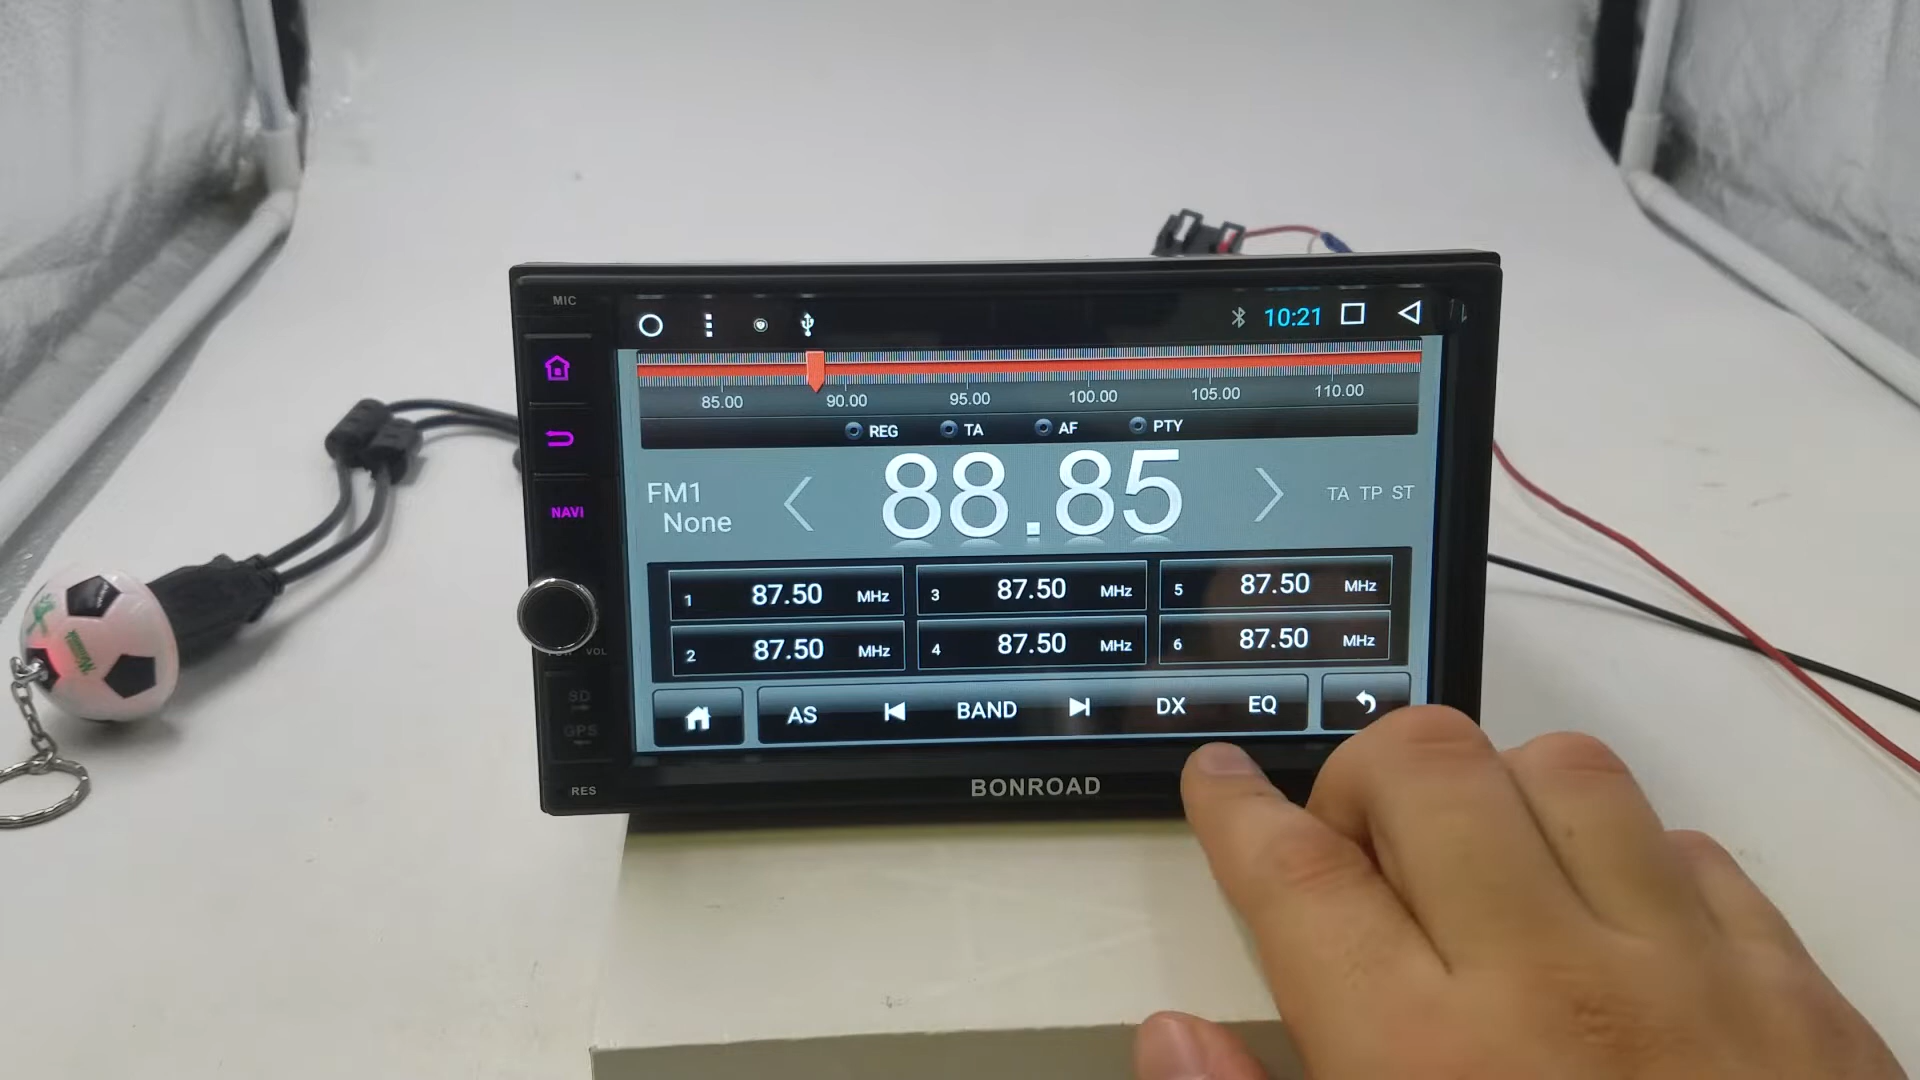 MIC
10:21
85.00 90.00 95.00 100.00 105.00 110.00
REG TA AF PTY
NAVI
FM1
None
88.85
TA TP ST
1 87.50 MHz
3 87.50 MHz
5 87.50 MHz
2 87.50 MHz
4 87.50 MHz
6 87.50 MHz
VOL
SD
GPS
AS BAND DX EQ
RES
BONROAD